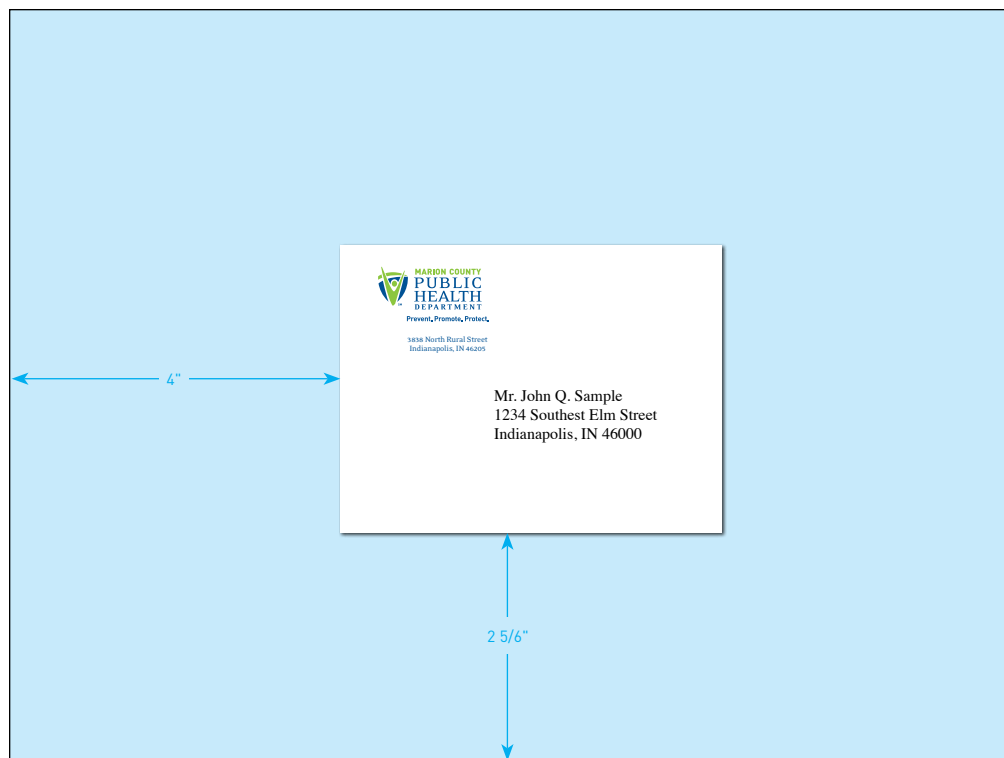 MARION COUNTY
PUBLIC
HEALTH
DEPARTMENT
Prevent. Promote. Protect.
3838 North Rural Street
Indianapolis, IN 46205
4"
Mr. John Q. Sample
1234 Southest Elm Street
Indianapolis, IN 46000
2 5/6"